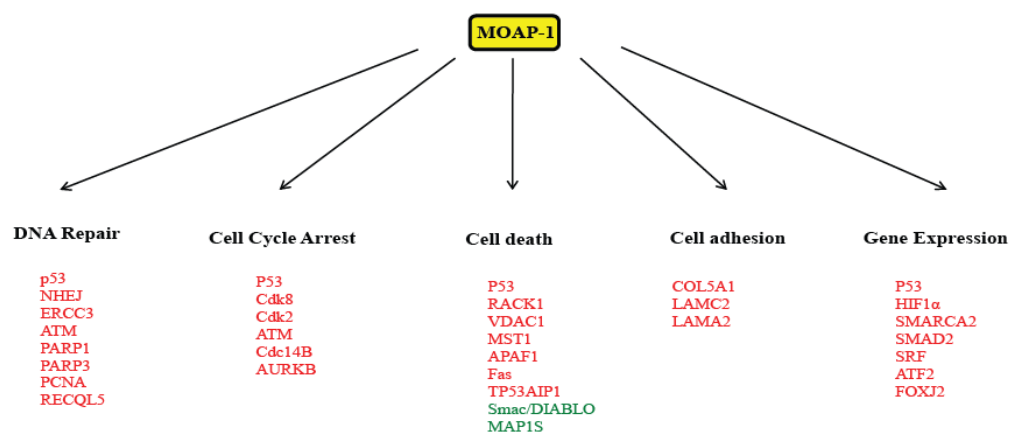 MOAP-1
DNA Repair
p53
NHEJ
ERCC3
ATM
PARP1
PARP3
PCNA
RECQL5
Cell Cycle Arrest
P53
Cdk8
Cdk2
ATM
Cdc14B
AURKB
Cell death
P53
RACK1
VDAC1
MST1
APAF1
Fas
TP53AIP1
Smac/DIABLO
MAP1S
Cell adhesion
COL5A1
LAMC2
LAMA2
Gene Expression
P53
HIF1α
SMARCA2
SMAD2
SRF
ATF2
FOXJ2